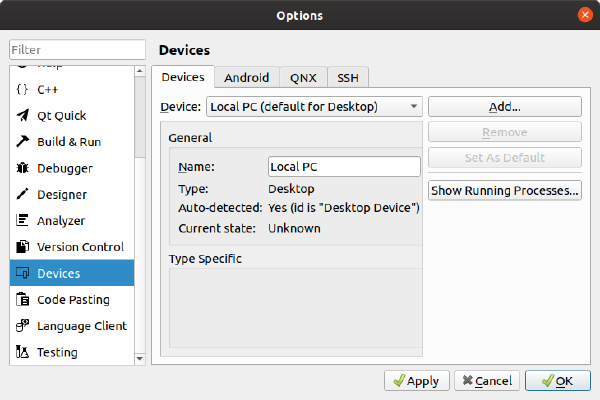 Options
Filter
Devices
Help
C++
Qt Quick
Build & Run
Debugger
Designer
Analyzer
Version Control
Devices
Code Pasting
Language Client
Testing
Devices Android QNX SSH
Device: Local PC (default for Desktop)
Add...
Remove
Set As Default
Show Running Processes...
General
Name: Local PC
Type: Desktop
Auto-detected: Yes (id is "Desktop Device")
Current state: Unknown
Type Specific
Apply Cancel OK